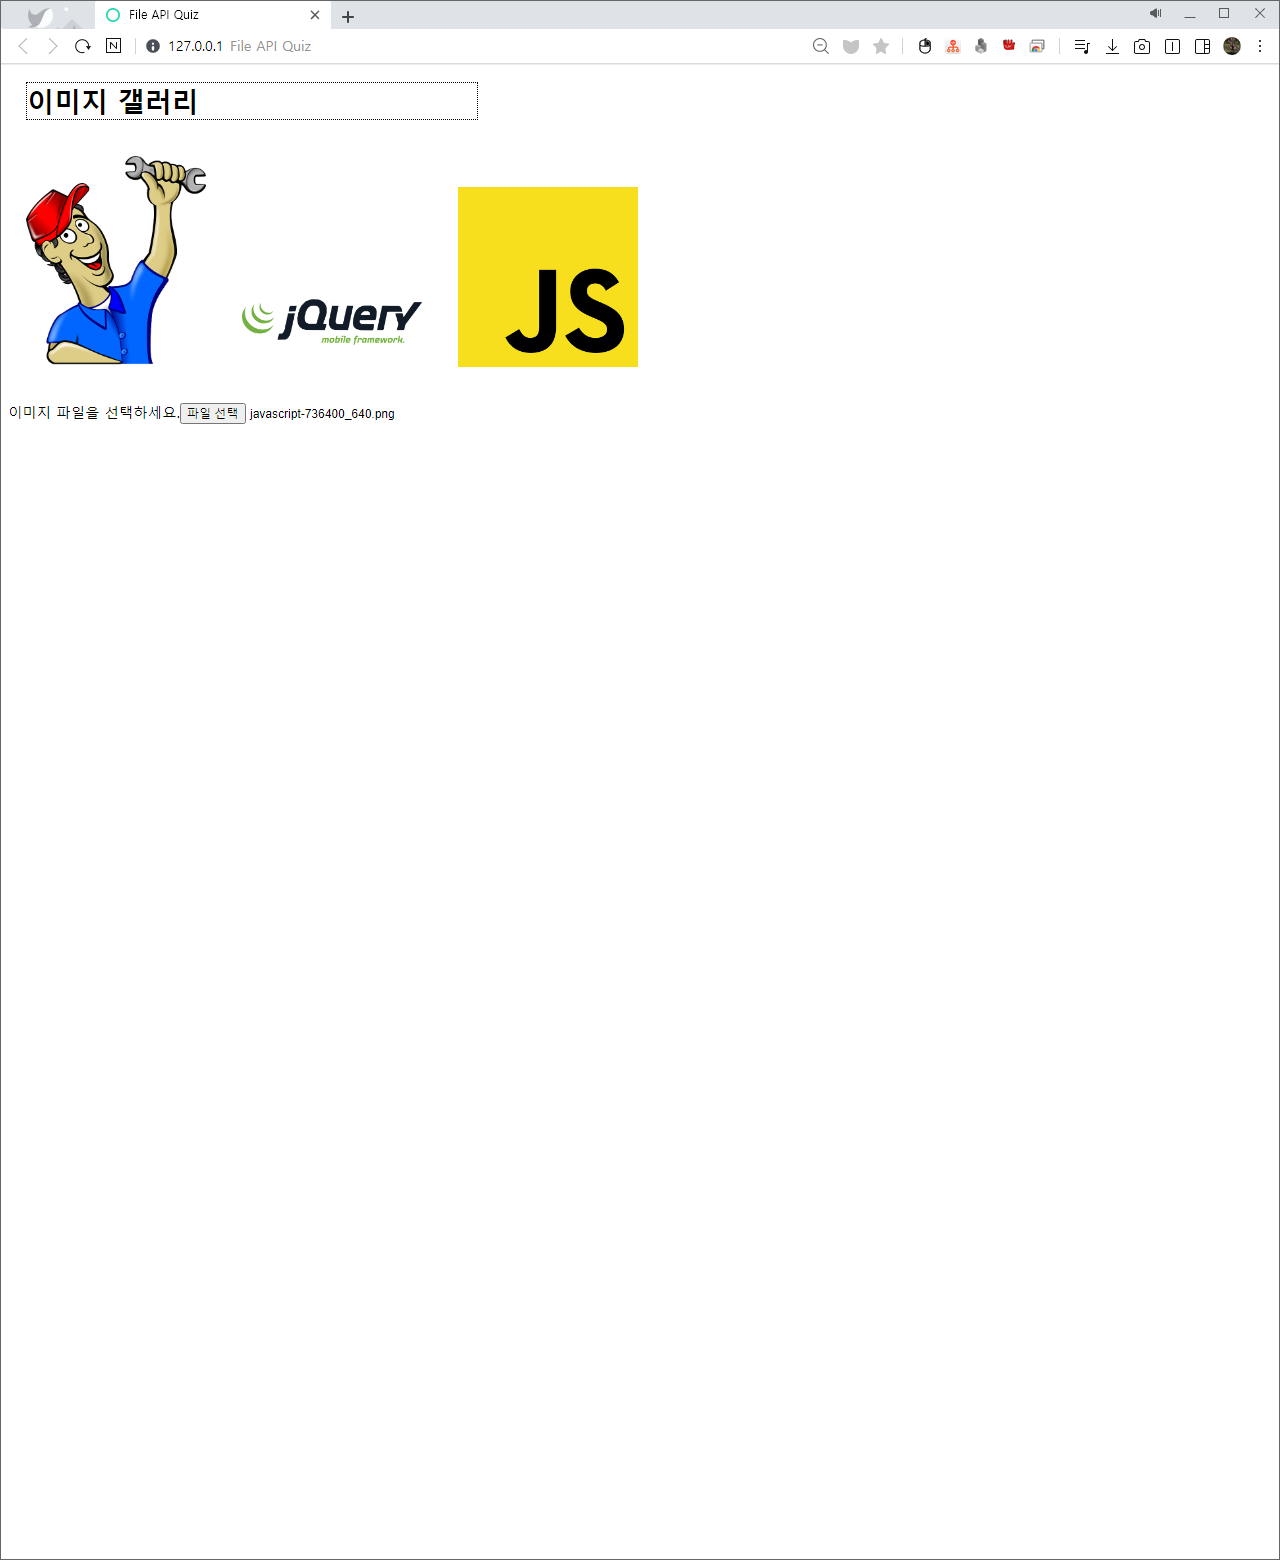 File API Quiz
127.0.0.1 File API Quiz
이미지 갤러리
jQuery
mobile framework.
JS
이미지 파일을 선택하세요. 파일 선택 javascript-736400_640.png